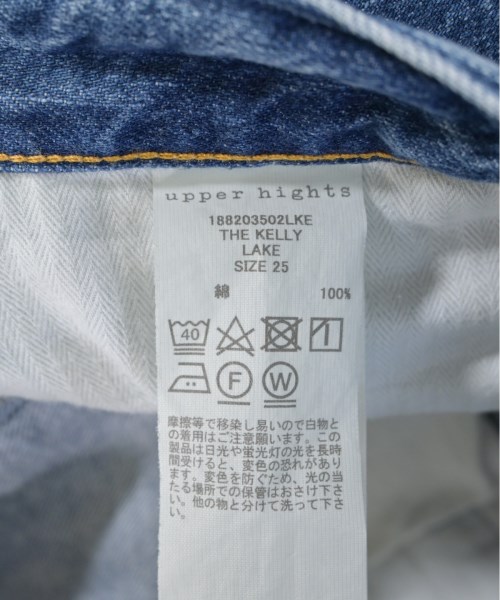 upper hights
188203502LKE
THE KELLY
LAKE
SIZE 25
綿 100%
40
F W
摩擦等で移染し易いので白物と
の着用はご注意願います。この
製品は日光や蛍光灯の光を長時
間受けると、変色の恐れがあり
ます。変色を防ぐため、光の当
たる場所での保管はおさけ下さ
い。他の物と分けて洗って下さ
い。